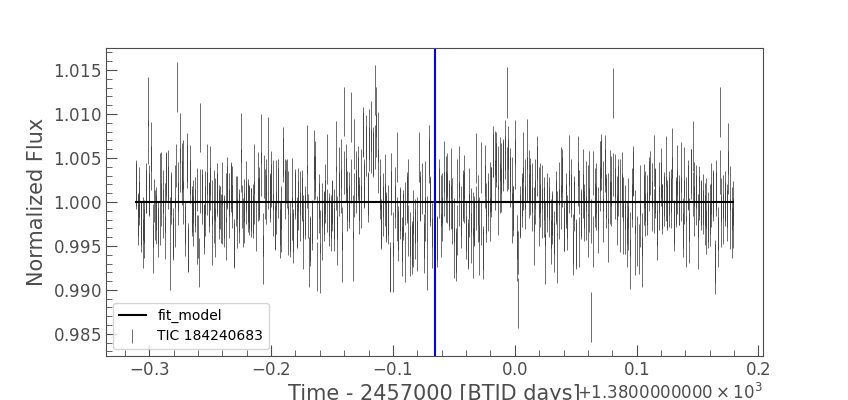 Normalized Flux
1.015
1.010
1.005
1.000
0.995
0.990
0.985
fit_model
TIC 184240683
−0.3 −0.2 −0.1 0.0 0.1 0.2
Time - 2457000 [BTJD days] +1.3800000000 × 10³